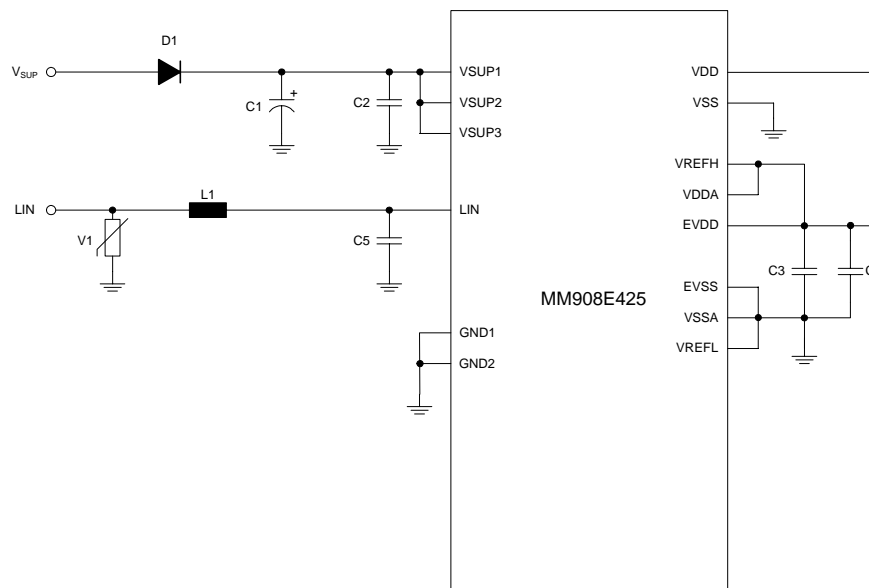 D1
VSUP
C1
+
C2
VSUP1
VSUP2
VSUP3
VDD
VSS
LIN
L1
V1
C5
LIN
VREFH
VDDA
EVDD
C3
EVSS
VSSA
VREFL
MM908E425
GND1
GND2